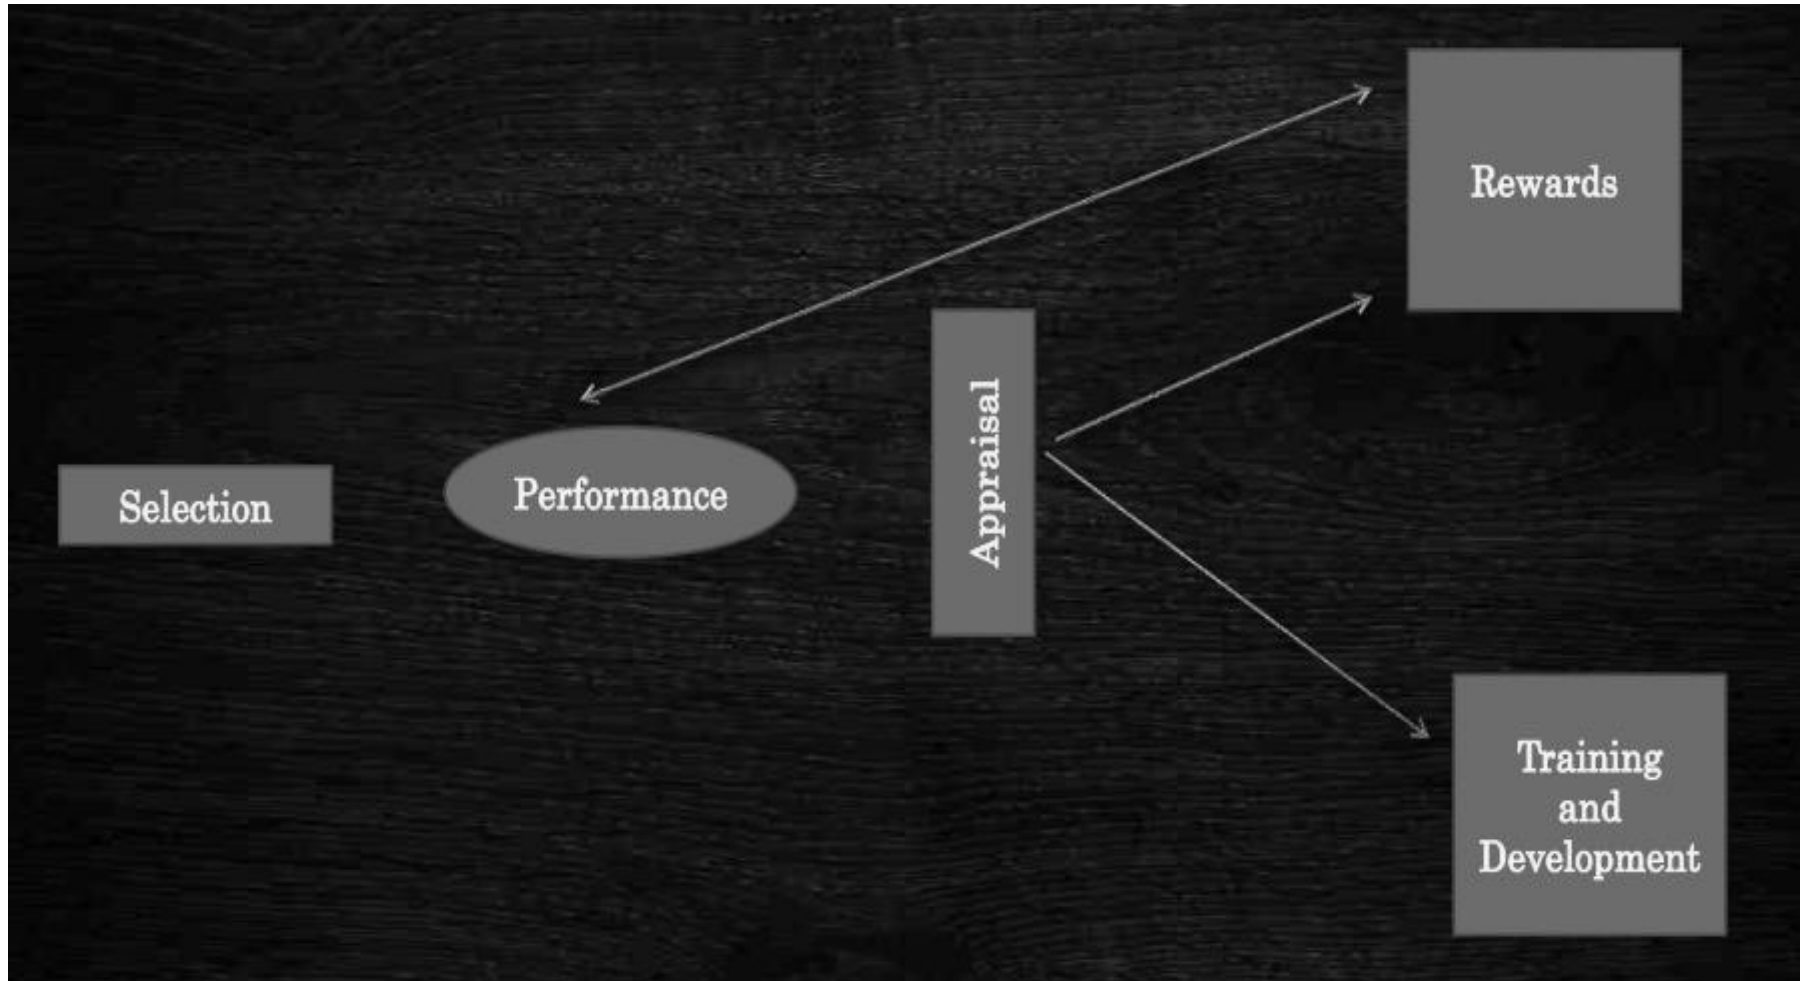 Rewards
Appraisal
Selection
Performance
Training
and
Development